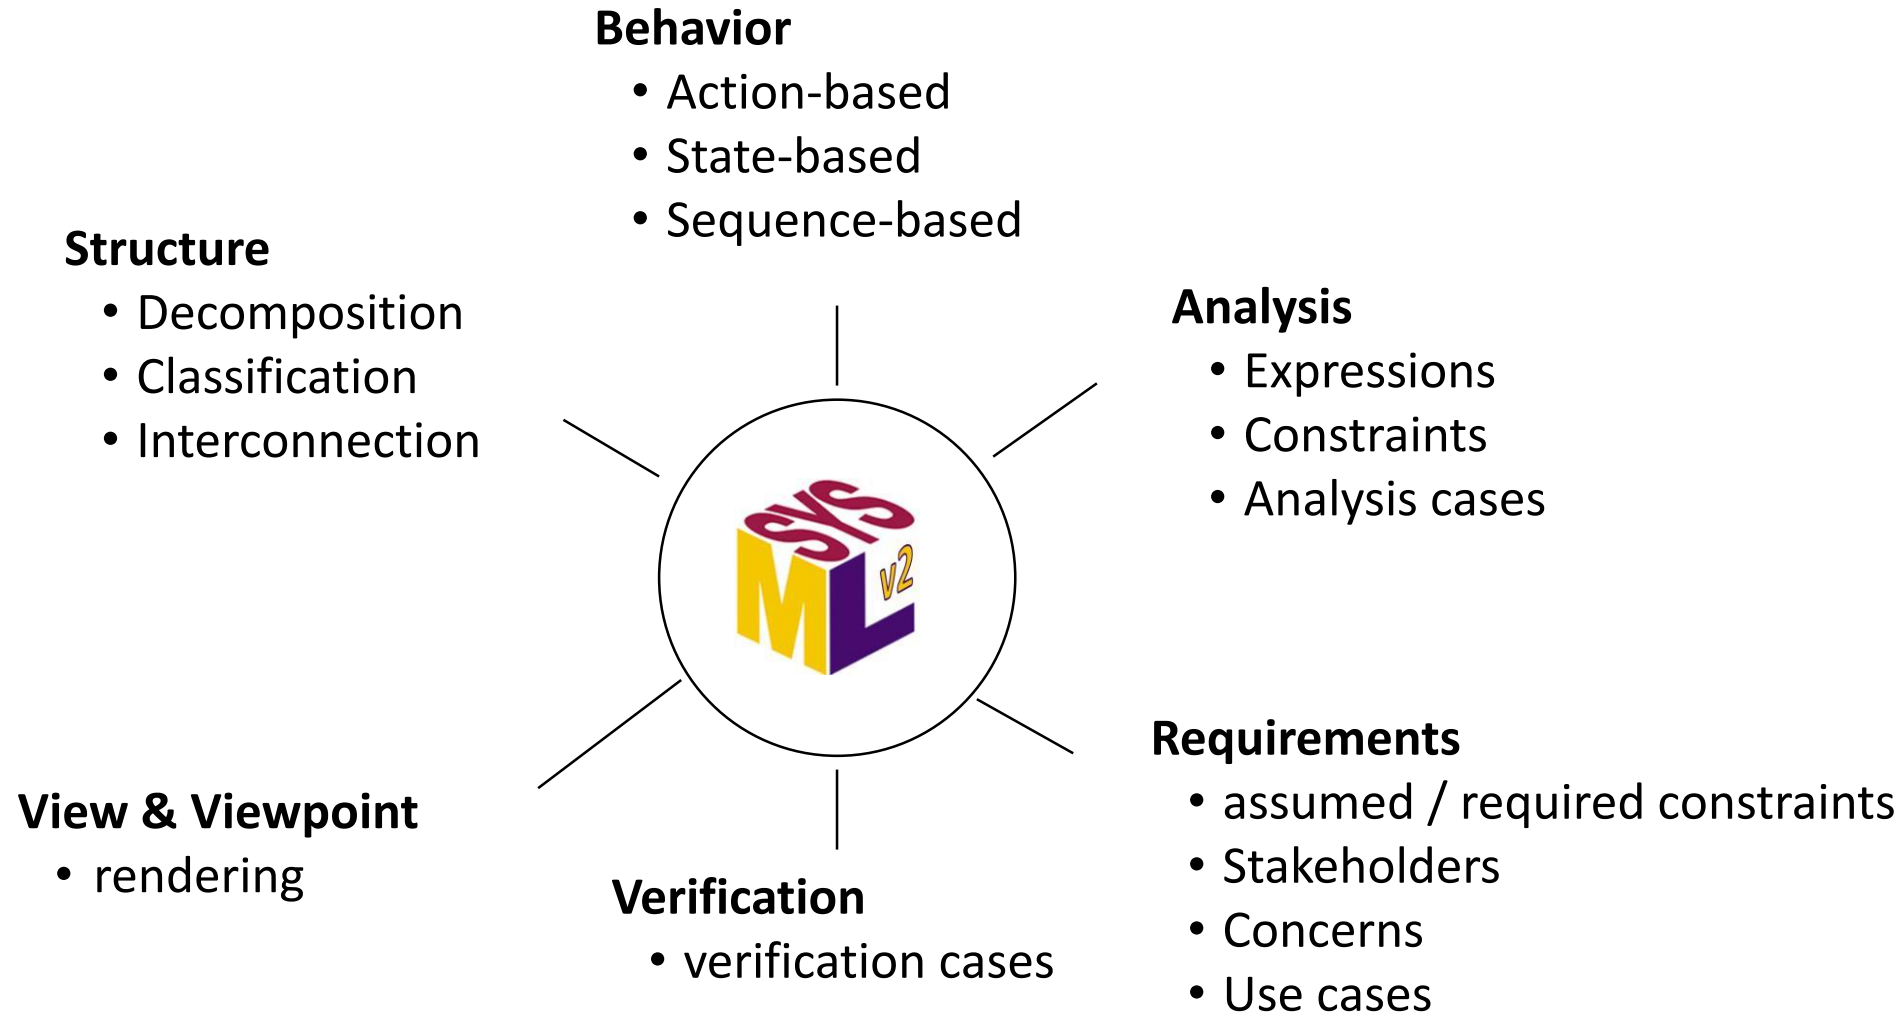 Behavior
• Action-based
• State-based
• Sequence-based
Structure
• Decomposition
• Classification
• Interconnection
Analysis
• Expressions
• Constraints
• Analysis cases
SYS
ML
v2
Requirements
• assumed / required constraints
• Stakeholders
• Concerns
• Use cases
View & Viewpoint
• rendering
Verification
• verification cases